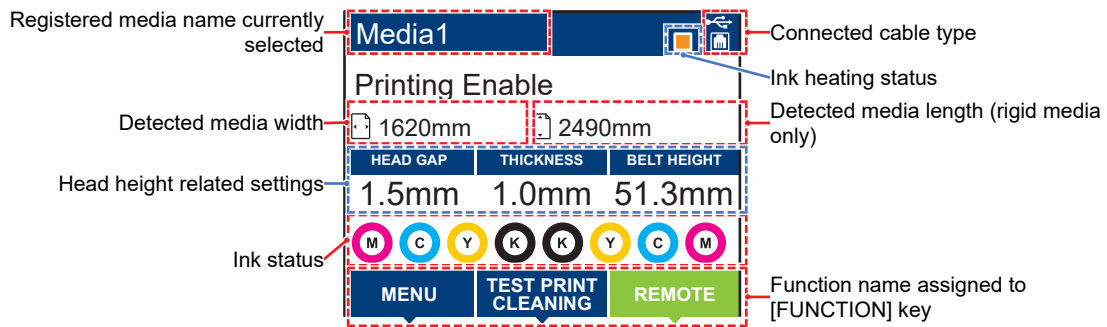 Registered media name currently
selected
Media1
Connected cable type
Ink heating status
Printing Enable
Detected media width
1620mm
2490mm
Detected media length (rigid media
only)
HEAD GAP THICKNESS BELT HEIGHT
Head height related settings
1.5mm 1.0mm 51.3mm
Ink status
M C Y K K Y C M
MENU
TEST PRINT
CLEANING
REMOTE
Function name assigned to
[FUNCTION] key